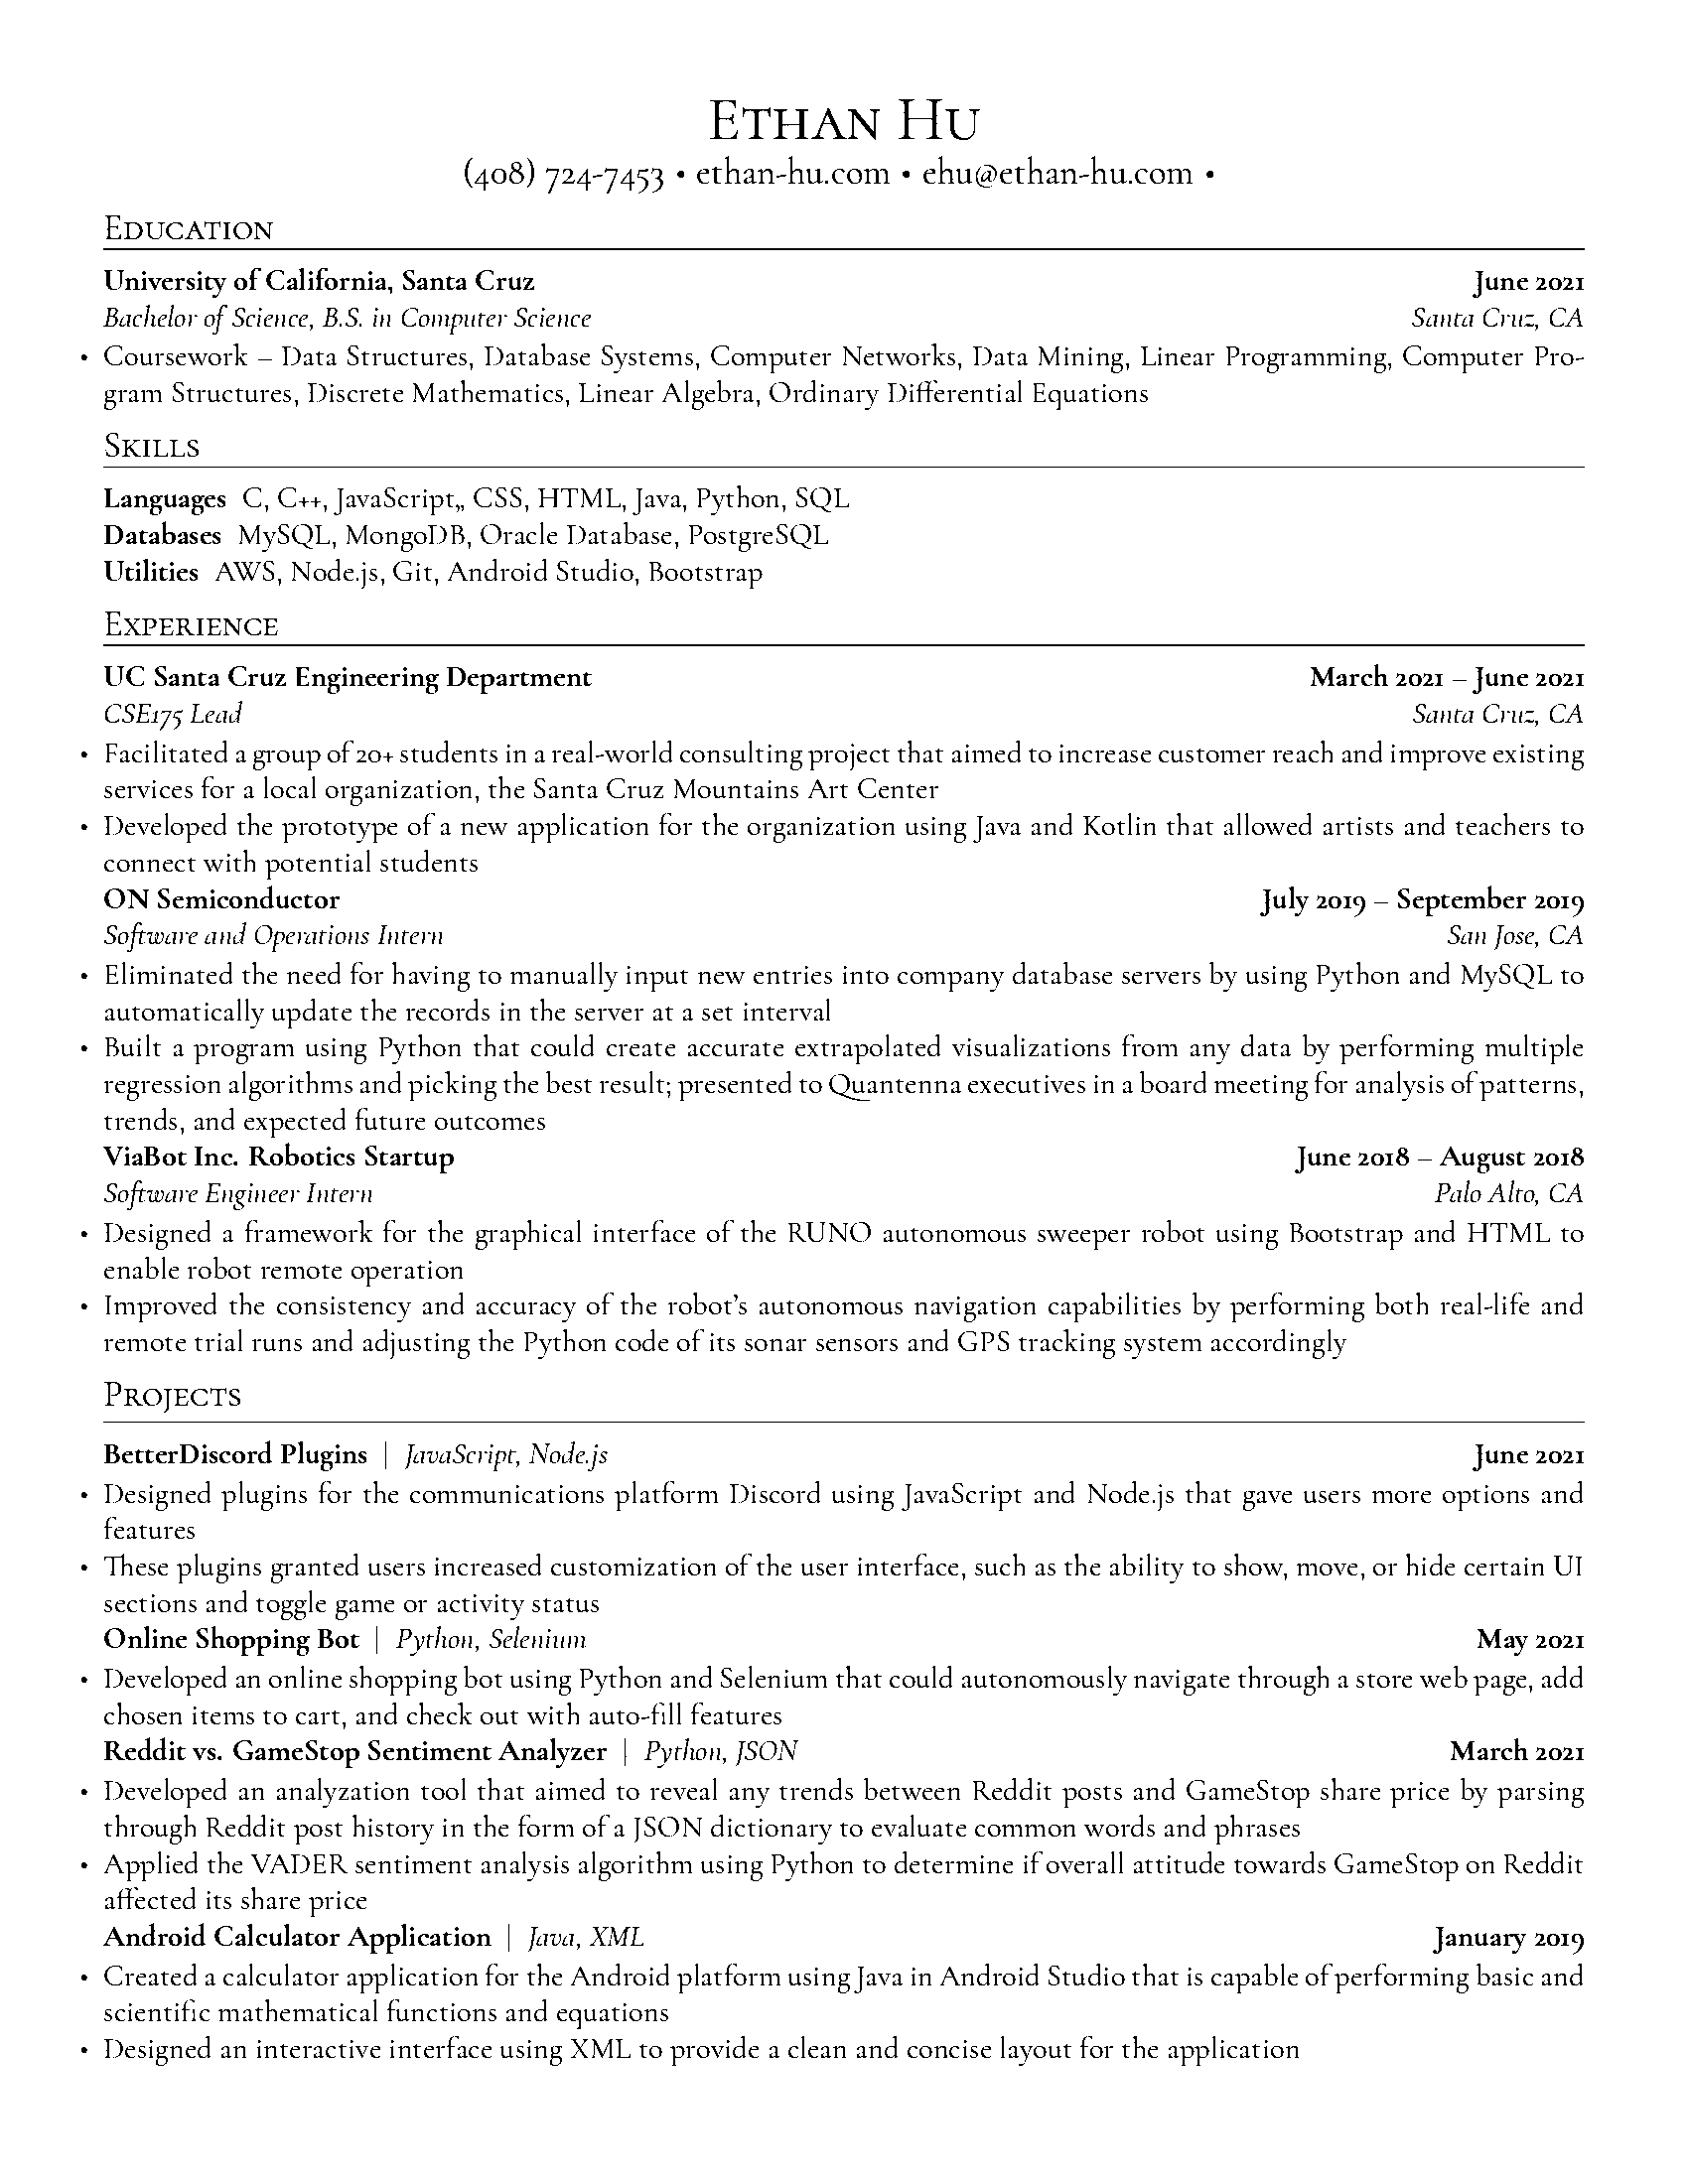 Ethan Hu
(408) 724-7453 • ethan-hu.com • ehu@ethan-hu.com •
Education
University of California, Santa Cruz June 2021
Bachelor of Science, B.S. in Computer Science Santa Cruz, CA
• Coursework – Data Structures, Database Systems, Computer Networks, Data Mining, Linear Programming, Computer Pro-
gram Structures, Discrete Mathematics, Linear Algebra, Ordinary Differential Equations
Skills
Languages C, C++, JavaScript,, CSS, HTML, Java, Python, SQL
Databases MySQL, MongoDB, Oracle Database, PostgreSQL
Utilities AWS, Node.js, Git, Android Studio, Bootstrap
Experience
UC Santa Cruz Engineering Department March 2021 – June 2021
CSE175 Lead Santa Cruz, CA
• Facilitated a group of 20+ students in a real-world consulting project that aimed to increase customer reach and improve existing
services for a local organization, the Santa Cruz Mountains Art Center
• Developed the prototype of a new application for the organization using Java and Kotlin that allowed artists and teachers to
connect with potential students
ON Semiconductor July 2019 – September 2019
Software and Operations Intern San Jose, CA
• Eliminated the need for having to manually input new entries into company database servers by using Python and MySQL to
automatically update the records in the server at a set interval
• Built a program using Python that could create accurate extrapolated visualizations from any data by performing multiple
regression algorithms and picking the best result; presented to Quantenna executives in a board meeting for analysis of patterns,
trends, and expected future outcomes
ViaBot Inc. Robotics Startup June 2018 – August 2018
Software Engineer Intern Palo Alto, CA
• Designed a framework for the graphical interface of the RUNO autonomous sweeper robot using Bootstrap and HTML to
enable robot remote operation
• Improved the consistency and accuracy of the robot's autonomous navigation capabilities by performing both real-life and
remote trial runs and adjusting the Python code of its sonar sensors and GPS tracking system accordingly
Projects
BetterDiscord Plugins | JavaScript, Node.js June 2021
• Designed plugins for the communications platform Discord using JavaScript and Node.js that gave users more options and
features
• These plugins granted users increased customization of the user interface, such as the ability to show, move, or hide certain UI
sections and toggle game or activity status
Online Shopping Bot | Python, Selenium May 2021
• Developed an online shopping bot using Python and Selenium that could autonomously navigate through a store web page, add
chosen items to cart, and check out with auto-fill features
Reddit vs. GameStop Sentiment Analyzer | Python, JSON March 2021
• Developed an analyzation tool that aimed to reveal any trends between Reddit posts and GameStop share price by parsing
through Reddit post history in the form of a JSON dictionary to evaluate common words and phrases
• Applied the VADER sentiment analysis algorithm using Python to determine if overall attitude towards GameStop on Reddit
affected its share price
Android Calculator Application | Java, XML January 2019
• Created a calculator application for the Android platform using Java in Android Studio that is capable of performing basic and
scientific mathematical functions and equations
• Designed an interactive interface using XML to provide a clean and concise layout for the application